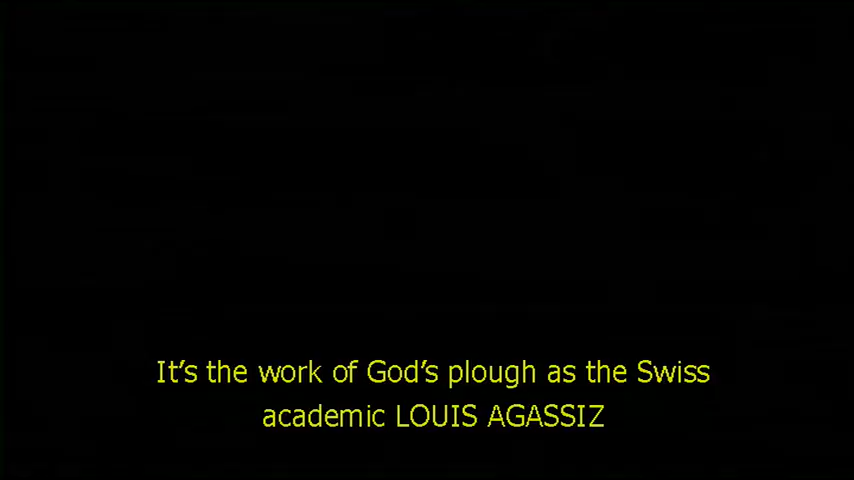 It's the work of God's plough as the Swiss
academic LOUIS AGASSIZ